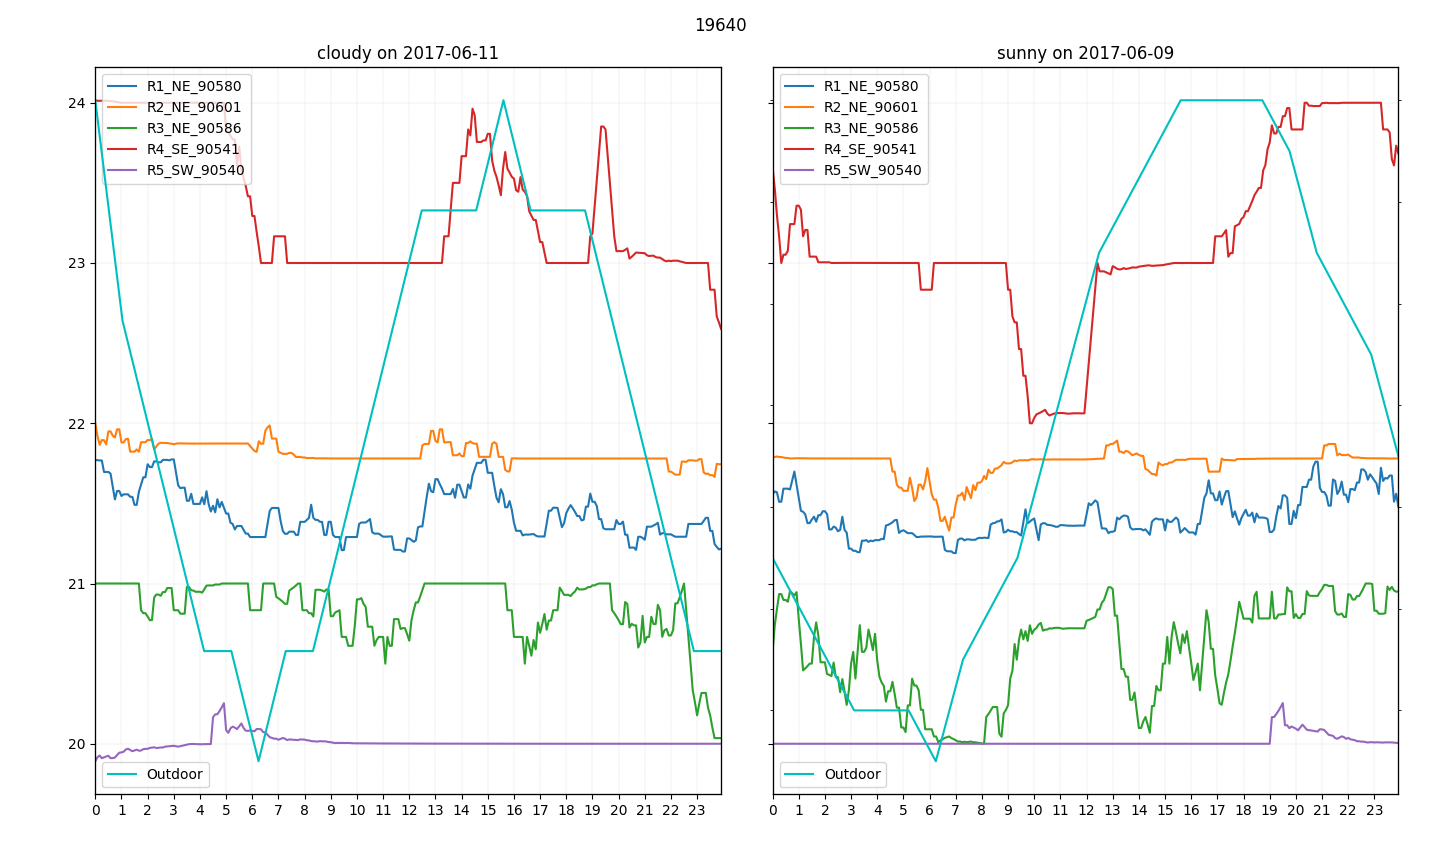 19640
cloudy on 2017-06-11
R1_NE_90580
R2_NE_90601
R3_NE_90586
R4_SE_90541
R5_SW_90540
24
23
22
21
20
Outdoor
0 1 2 3 4 5 6 7 8 9 10 11 12 13 14 15 16 17 18 19 20 21 22 23
sunny on 2017-06-09
R1_NE_90580
R2_NE_90601
R3_NE_90586
R4_SE_90541
R5_SW_90540
Outdoor
0 1 2 3 4 5 6 7 8 9 10 11 12 13 14 15 16 17 18 19 20 21 22 23